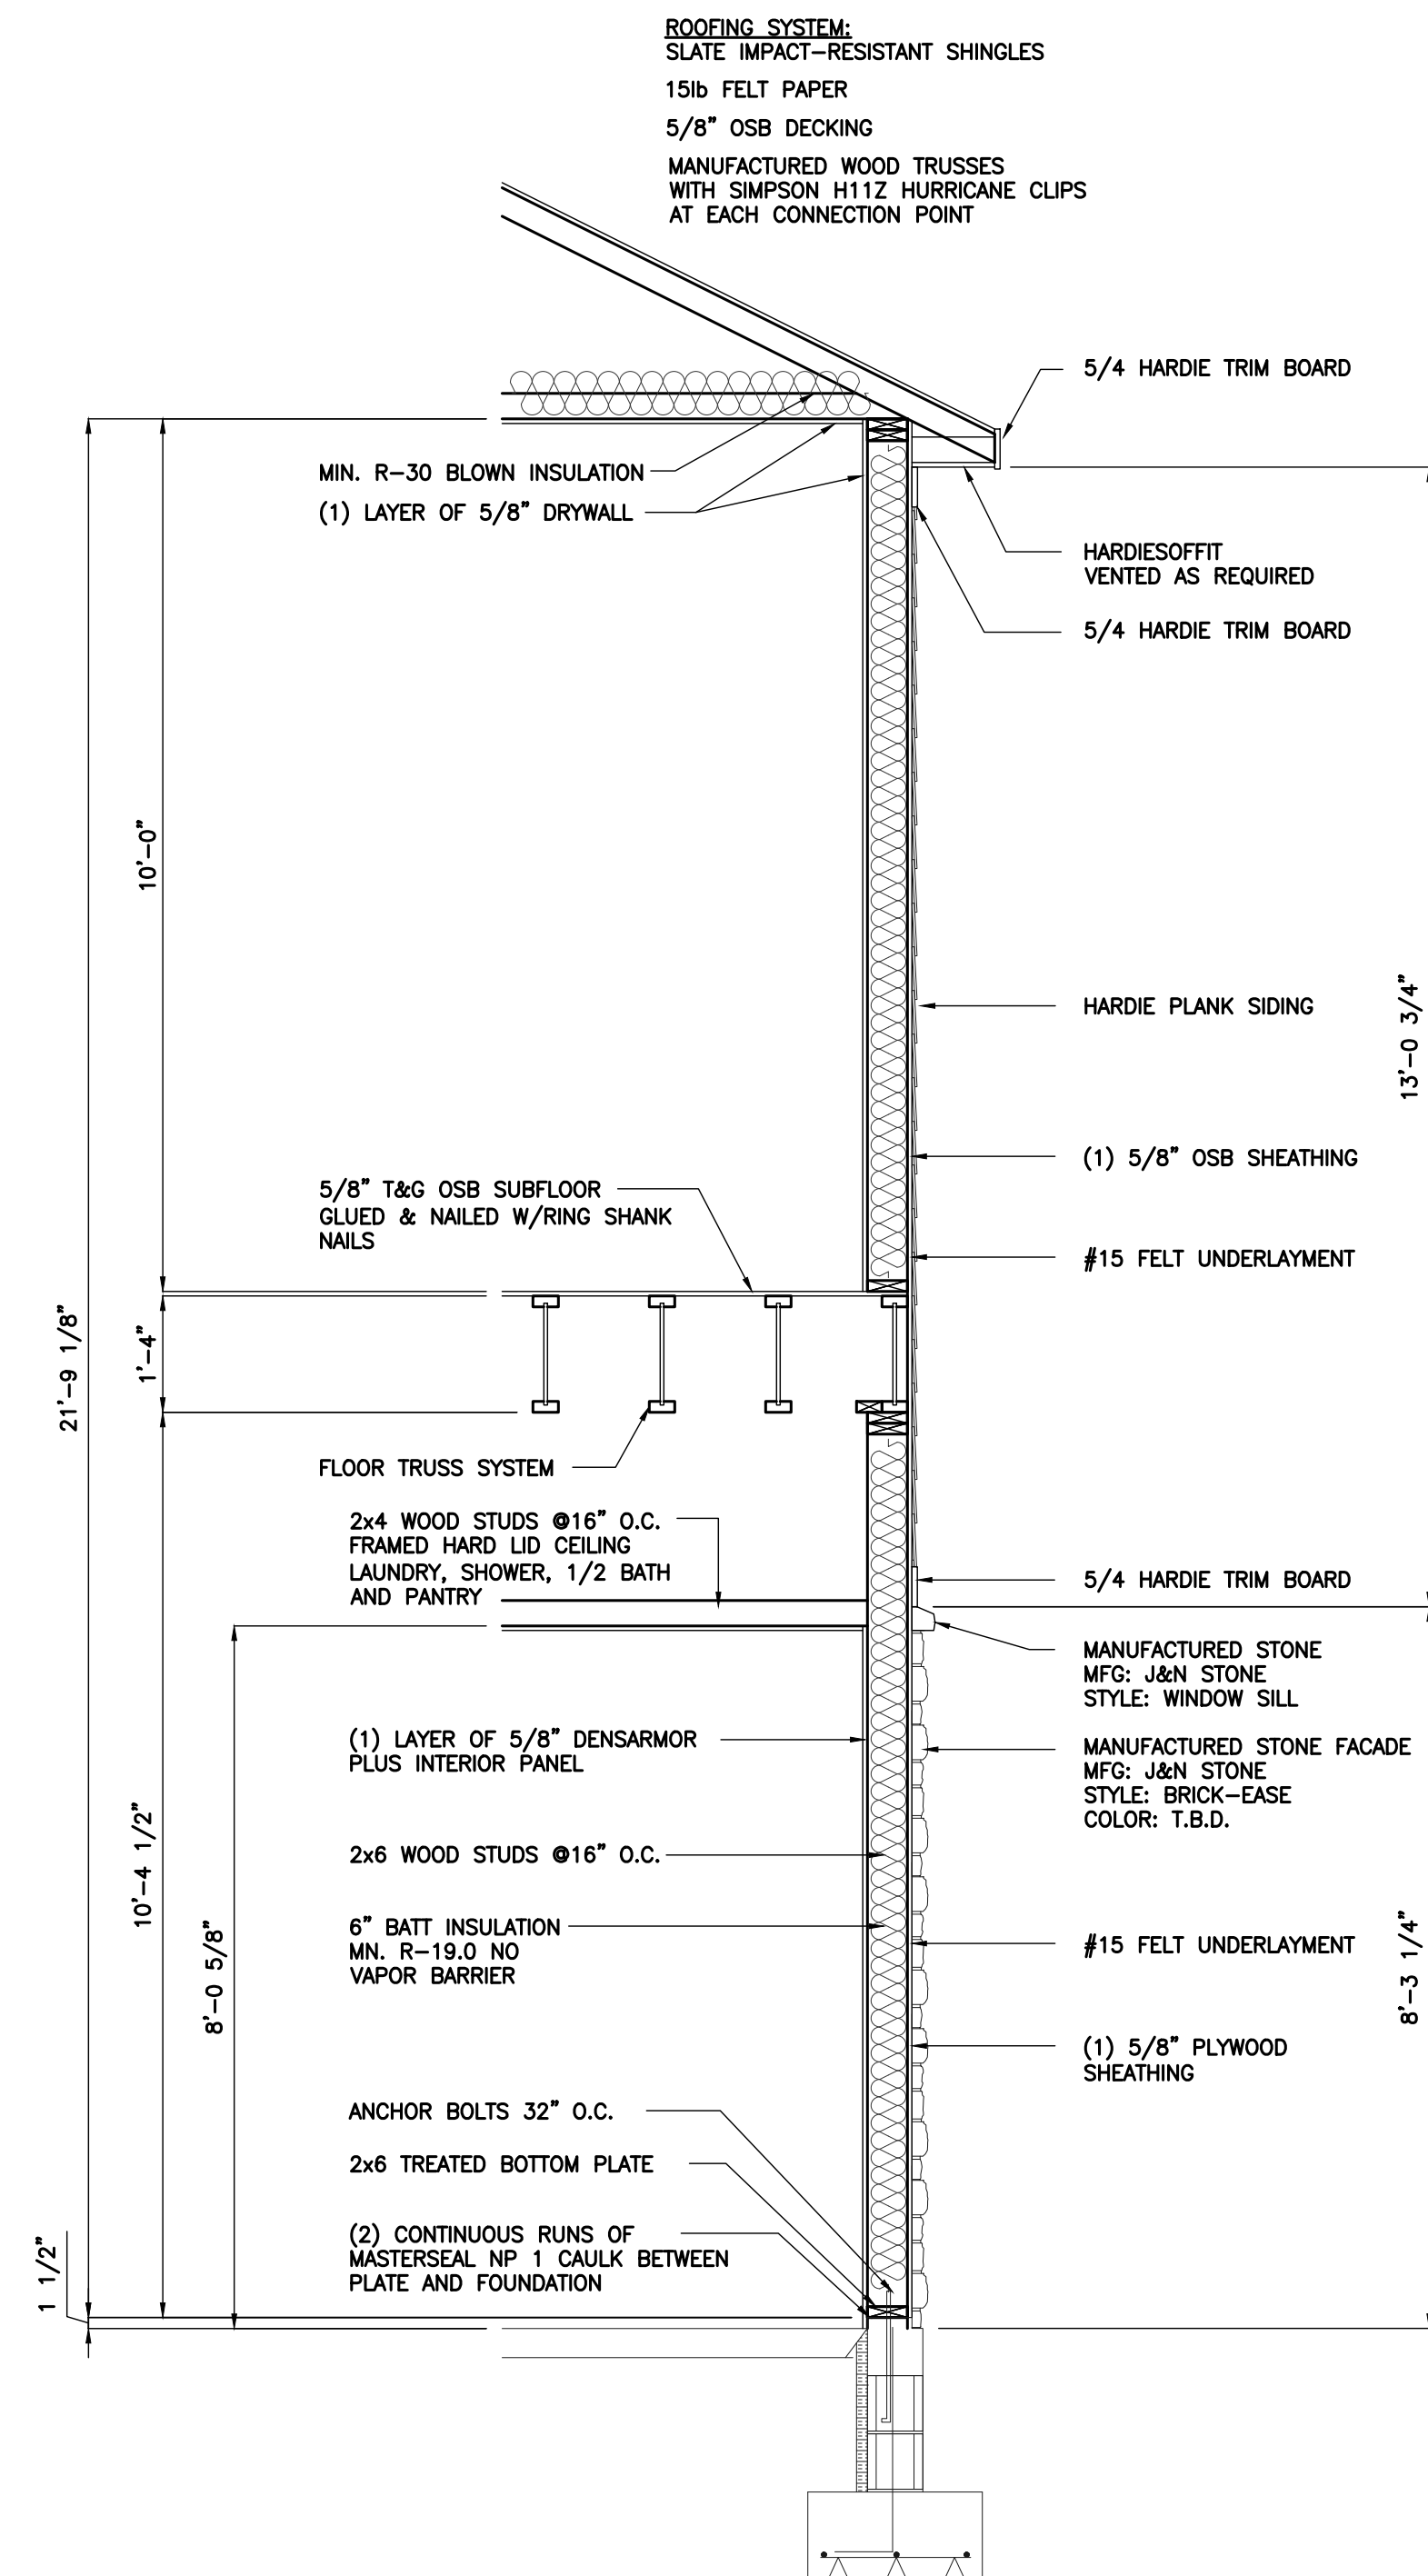 ROOFING SYSTEM:
SLATE IMPACT-RESISTANT SHINGLES
15lb FELT PAPER
5/8" OSB DECKING
MANUFACTURED WOOD TRUSSES
WITH SIMPSON H11Z HURRICANE CLIPS
AT EACH CONNECTION POINT
5/4 HARDIE TRIM BOARD
MIN. R-30 BLOWN INSULATION
(1) LAYER OF 5/8" DRYWALL
HARDIESOFFIT
VENTED AS REQUIRED
5/4 HARDIE TRIM BOARD
10'-0"
HARDIE PLANK SIDING
13'-0 3/4"
(1) 5/8" OSB SHEATHING
5/8" T&G OSB SUBFLOOR
GLUED & NAILED W/RING SHANK
NAILS
#15 FELT UNDERLAYMENT
21'-9 1/8"
1'-4"
FLOOR TRUSS SYSTEM
2x4 WOOD STUDS @16" O.C.
FRAMED HARD LID CEILING
LAUNDRY, SHOWER, 1/2 BATH
AND PANTRY
5/4 HARDIE TRIM BOARD
MANUFACTURED STONE
MFG: J&N STONE
STYLE: WINDOW SILL
(1) LAYER OF 5/8" DENSARMOR
PLUS INTERIOR PANEL
MANUFACTURED STONE FACADE
MFG: J&N STONE
STYLE: BRICK-EASE
COLOR: T.B.D.
10'-4 1/2"
2x6 WOOD STUDS @16" O.C.
8'-0 5/8"
6" BATT INSULATION
MN. R-19.0 NO
VAPOR BARRIER
#15 FELT UNDERLAYMENT
8'-3 1/4"
(1) 5/8" PLYWOOD
SHEATHING
ANCHOR BOLTS 32" O.C.
2x6 TREATED BOTTOM PLATE
(2) CONTINUOUS RUNS OF
MASTERSEAL NP 1 CAULK BETWEEN
PLATE AND FOUNDATION
1 1/2"